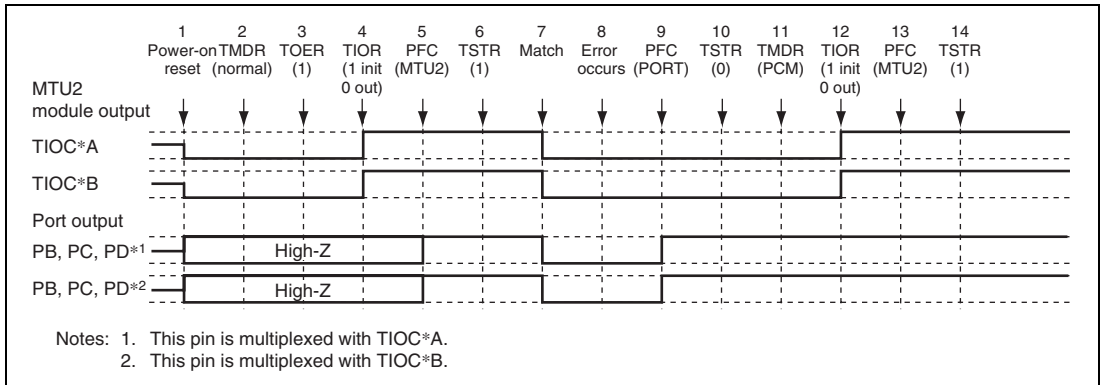 1 2 3 4 5 6 7 8 9 10 11 12 13 14
Power-on TMDR TOER TIOR PFC TSTR Match Error PFC TSTR TMDR TIOR PFC TSTR
reset (normal) (1) (1 init (MTU2) (1) occurs (PORT) (0) (PCM) (1 init (MTU2) (1)
0 out) 0 out)
MTU2
module output
TIOC*A
TIOC*B
Port output
PB, PC, PD*1 High-Z
PB, PC, PD*2 High-Z
Notes: 1. This pin is multiplexed with TIOC*A.
2. This pin is multiplexed with TIOC*B.